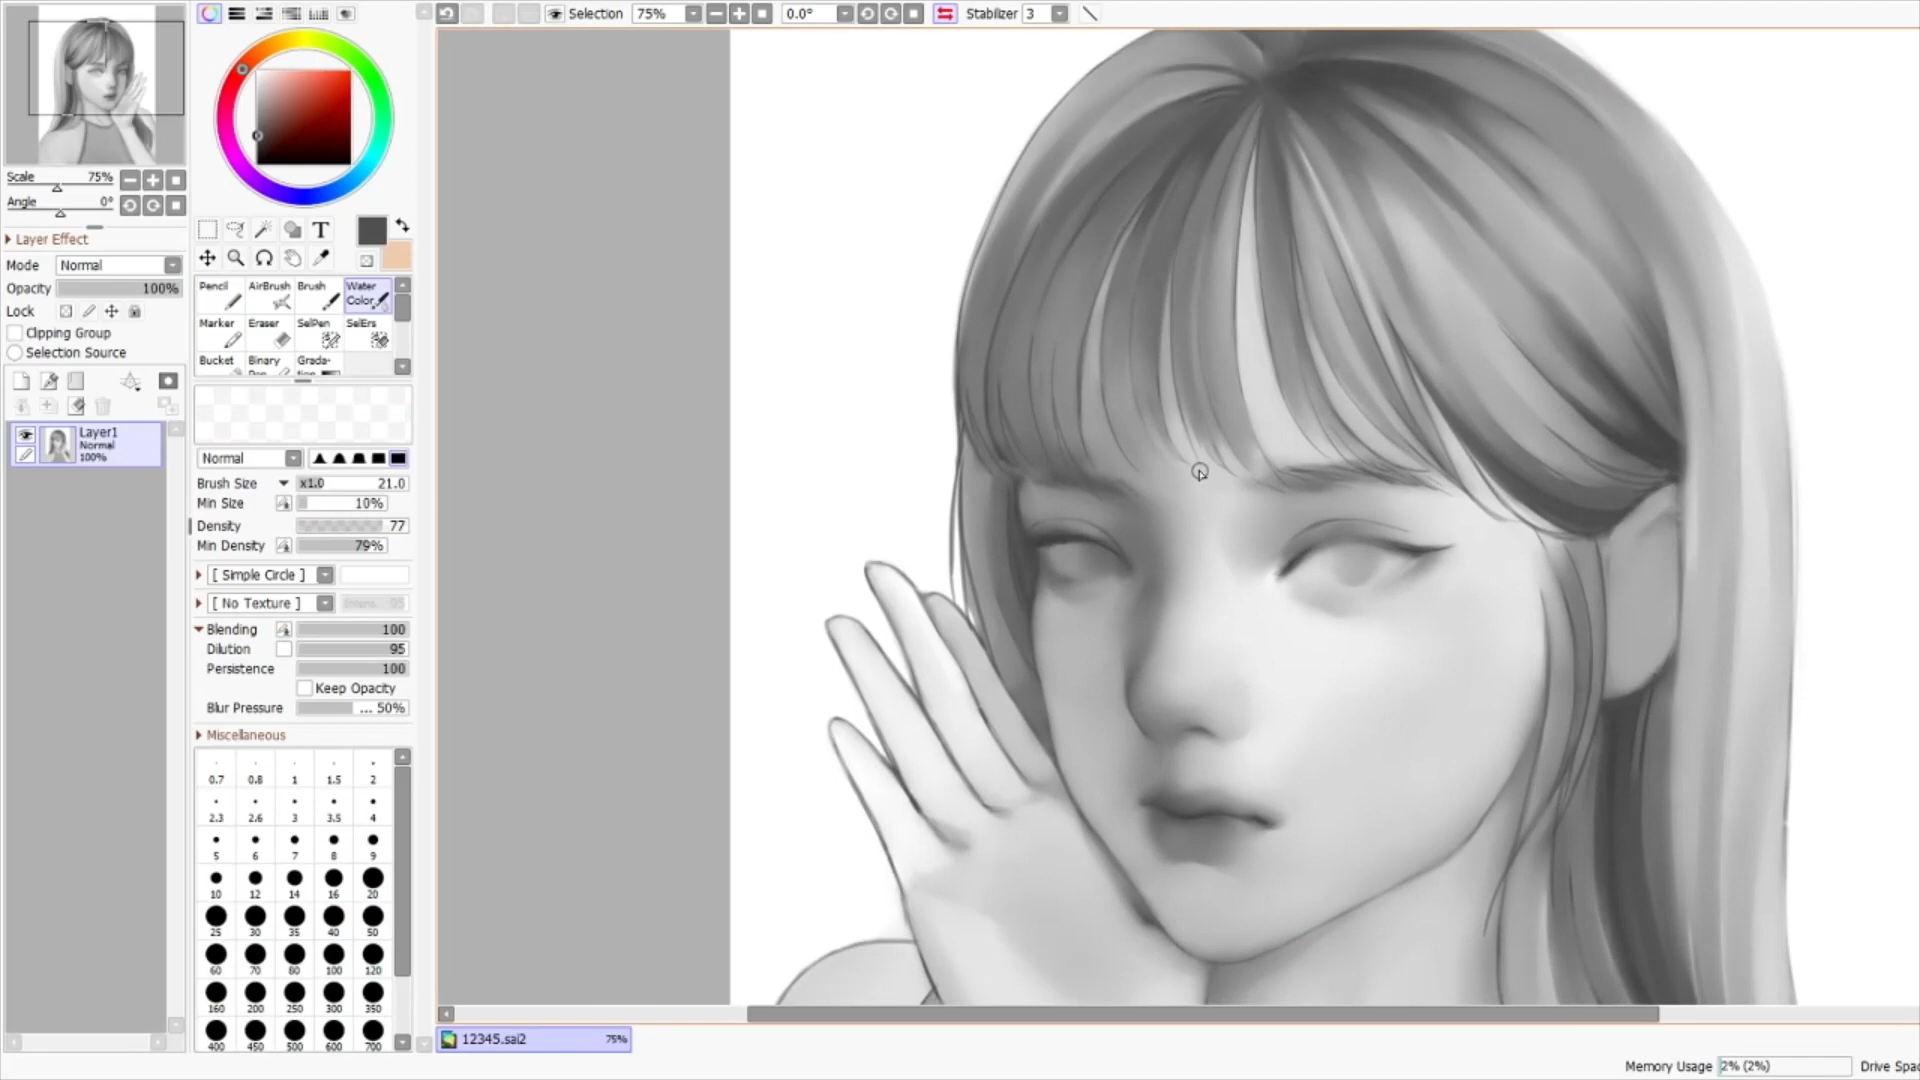 Selection 75% 0.0° Stabilizer 3
Scale 75%
Angle 0°
Layer Effect
Mode Normal
Opacity 100%
Lock
Clipping Group
Selection Source
Layer1
Normal
100%
T
Pencil AirBrush Brush Water Color
Marker Eraser SelPen SelErs
Bucket Binary Pen Grada-tion
Normal
Brush Size x1.0 21.0
Min Size 10%
Density 77
Min Density 79%
[ Simple Circle ]
[ No Texture ] 95
Blending 100
Dilution 95
Persistence 100
Keep Opacity
Blur Pressure ... 50%
Miscellaneous
0.7 0.8 1 1.5 2
2.3 2.6 3 3.5 4
5 6 7 8 9
10 12 14 16 20
25 30 35 40 50
60 70 80 100 120
160 200 250 300 350
400 450 500 600 700
12345.sai2 75%
Memory Usage 2% (2%) Drive Spac